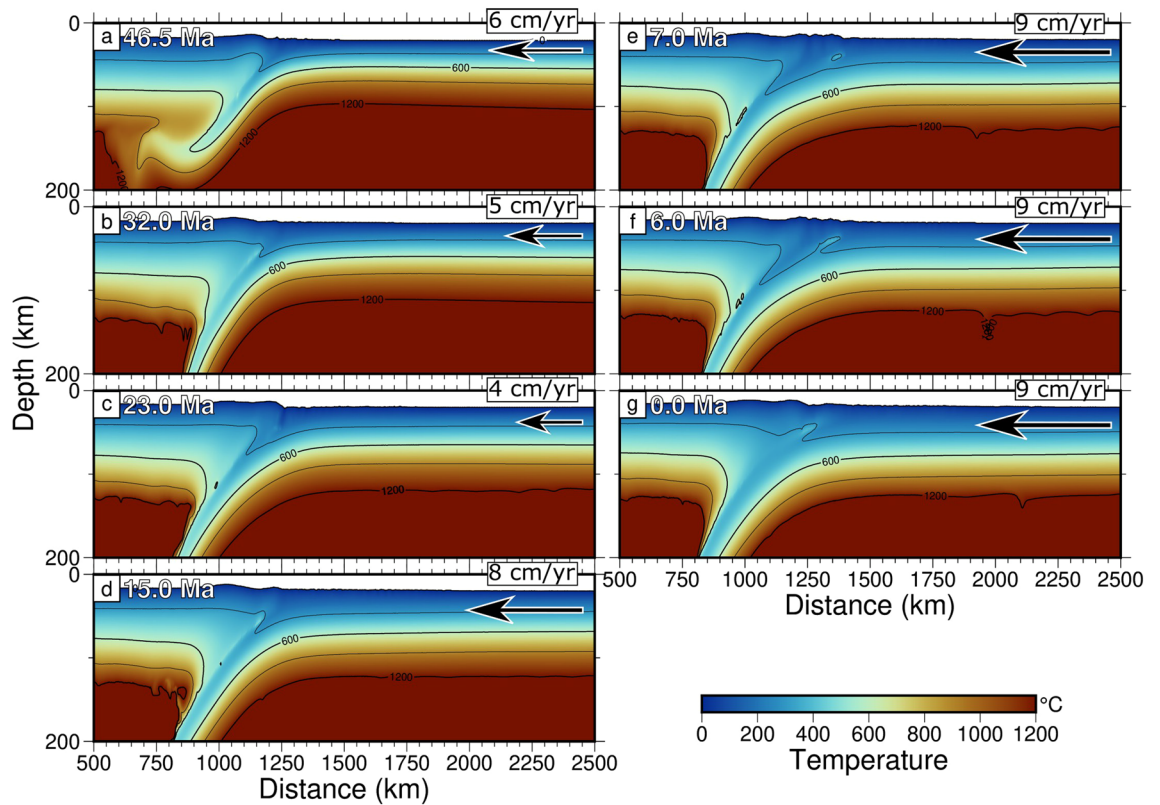 0
6 cm/yr
a
46.5 Ma
0
600
1200
1200
1200
200
5 cm/yr
0
b
32.0 Ma
600
1200
200
4 cm/yr
0
c
23.0 Ma
600
1200
200
8 cm/yr
0
d
15.0 Ma
600
1200
200
500 750 1000 1250 1500 1750 2000 2250 2500
Distance (km)
Depth (km)
9 cm/yr
e
7.0 Ma
600
1200
9 cm/yr
f
6.0 Ma
600
1200
9 cm/yr
g
0.0 Ma
600
1200
500 750 1000 1250 1500 1750 2000 2250 2500
Distance (km)
°C
0 200 400 600 800 1000 1200
Temperature